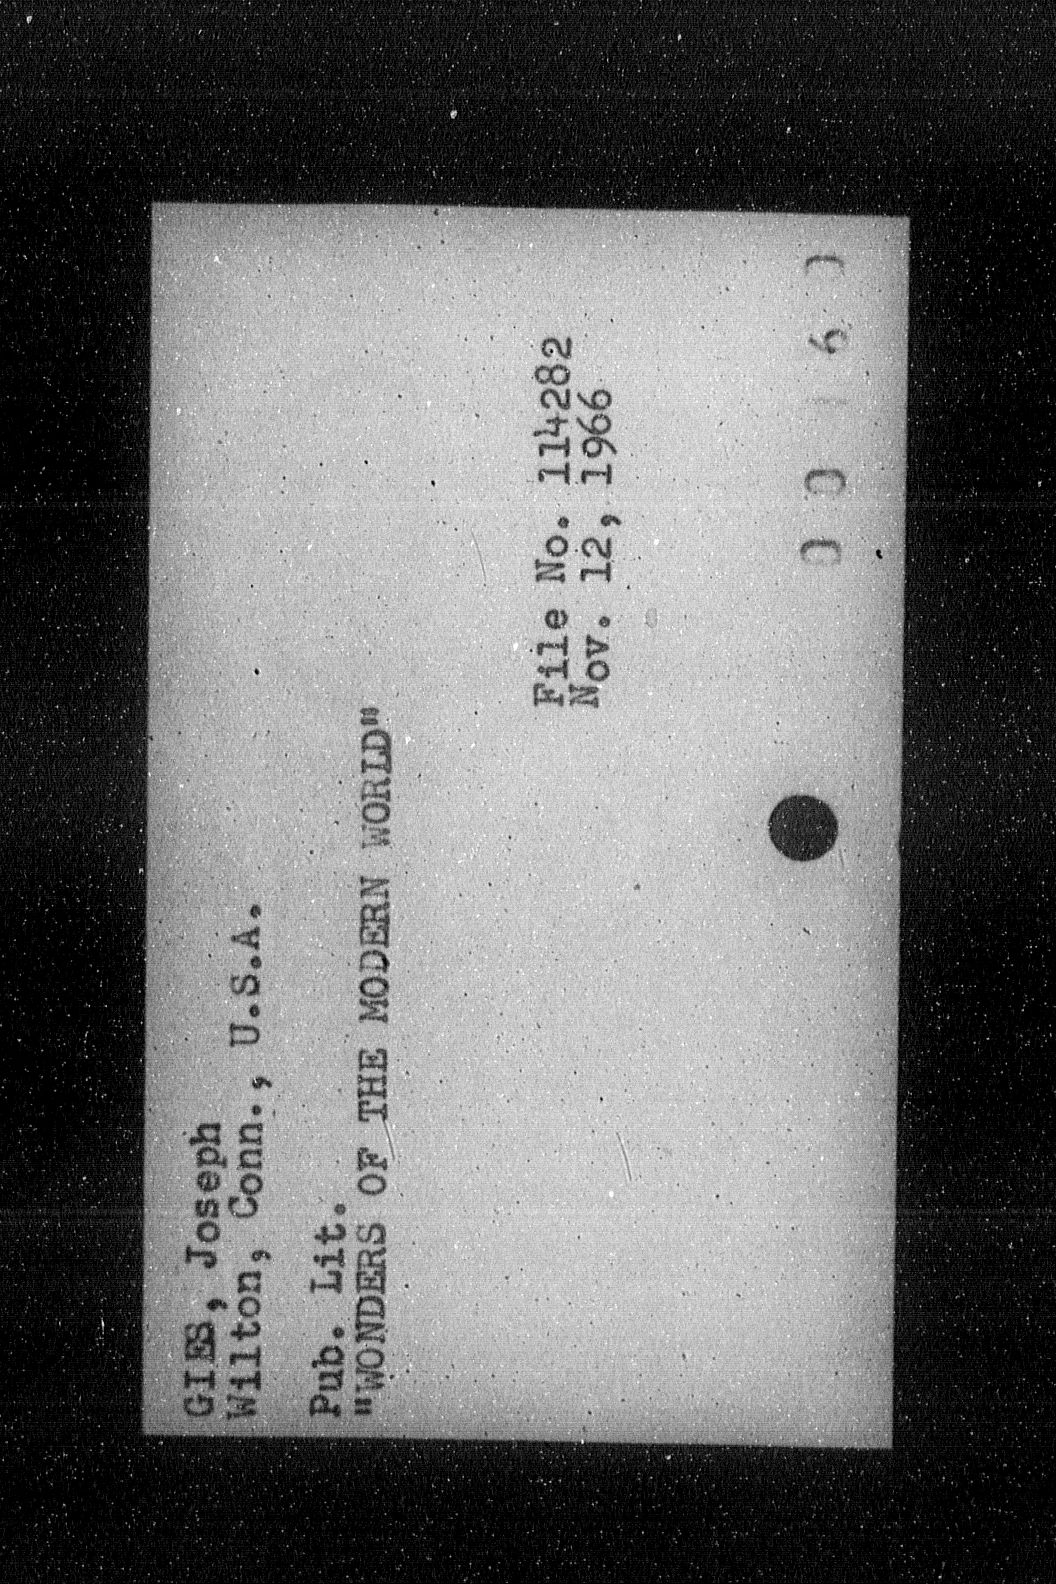 GIES, Joseph
Wilton, Conn., U.S.A.
Pub. Lit.
"WONDERS OF THE MODERN WORLD"
File No. 114282
Nov. 12, 1966